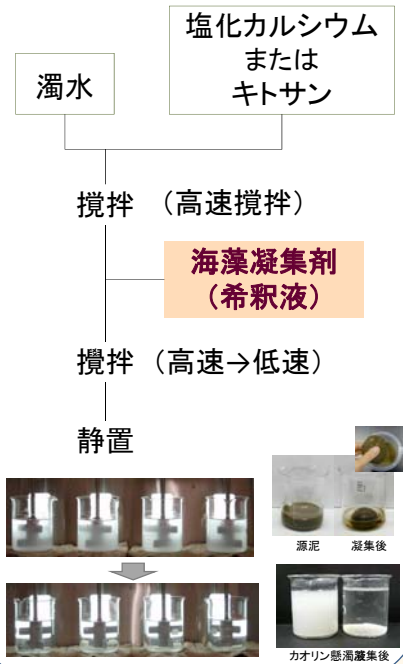 塩化カルシウム
または
キトサン
濁水
撹拌 （高速撹拌）
海藻凝集剤
（希釈液）
攪拌 （高速→低速）
静置
源泥 凝集後
カオリン懸濁凝集後